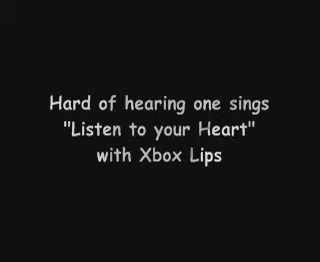 Hard of hearing one sings
"Listen to your Heart"
with Xbox Lips